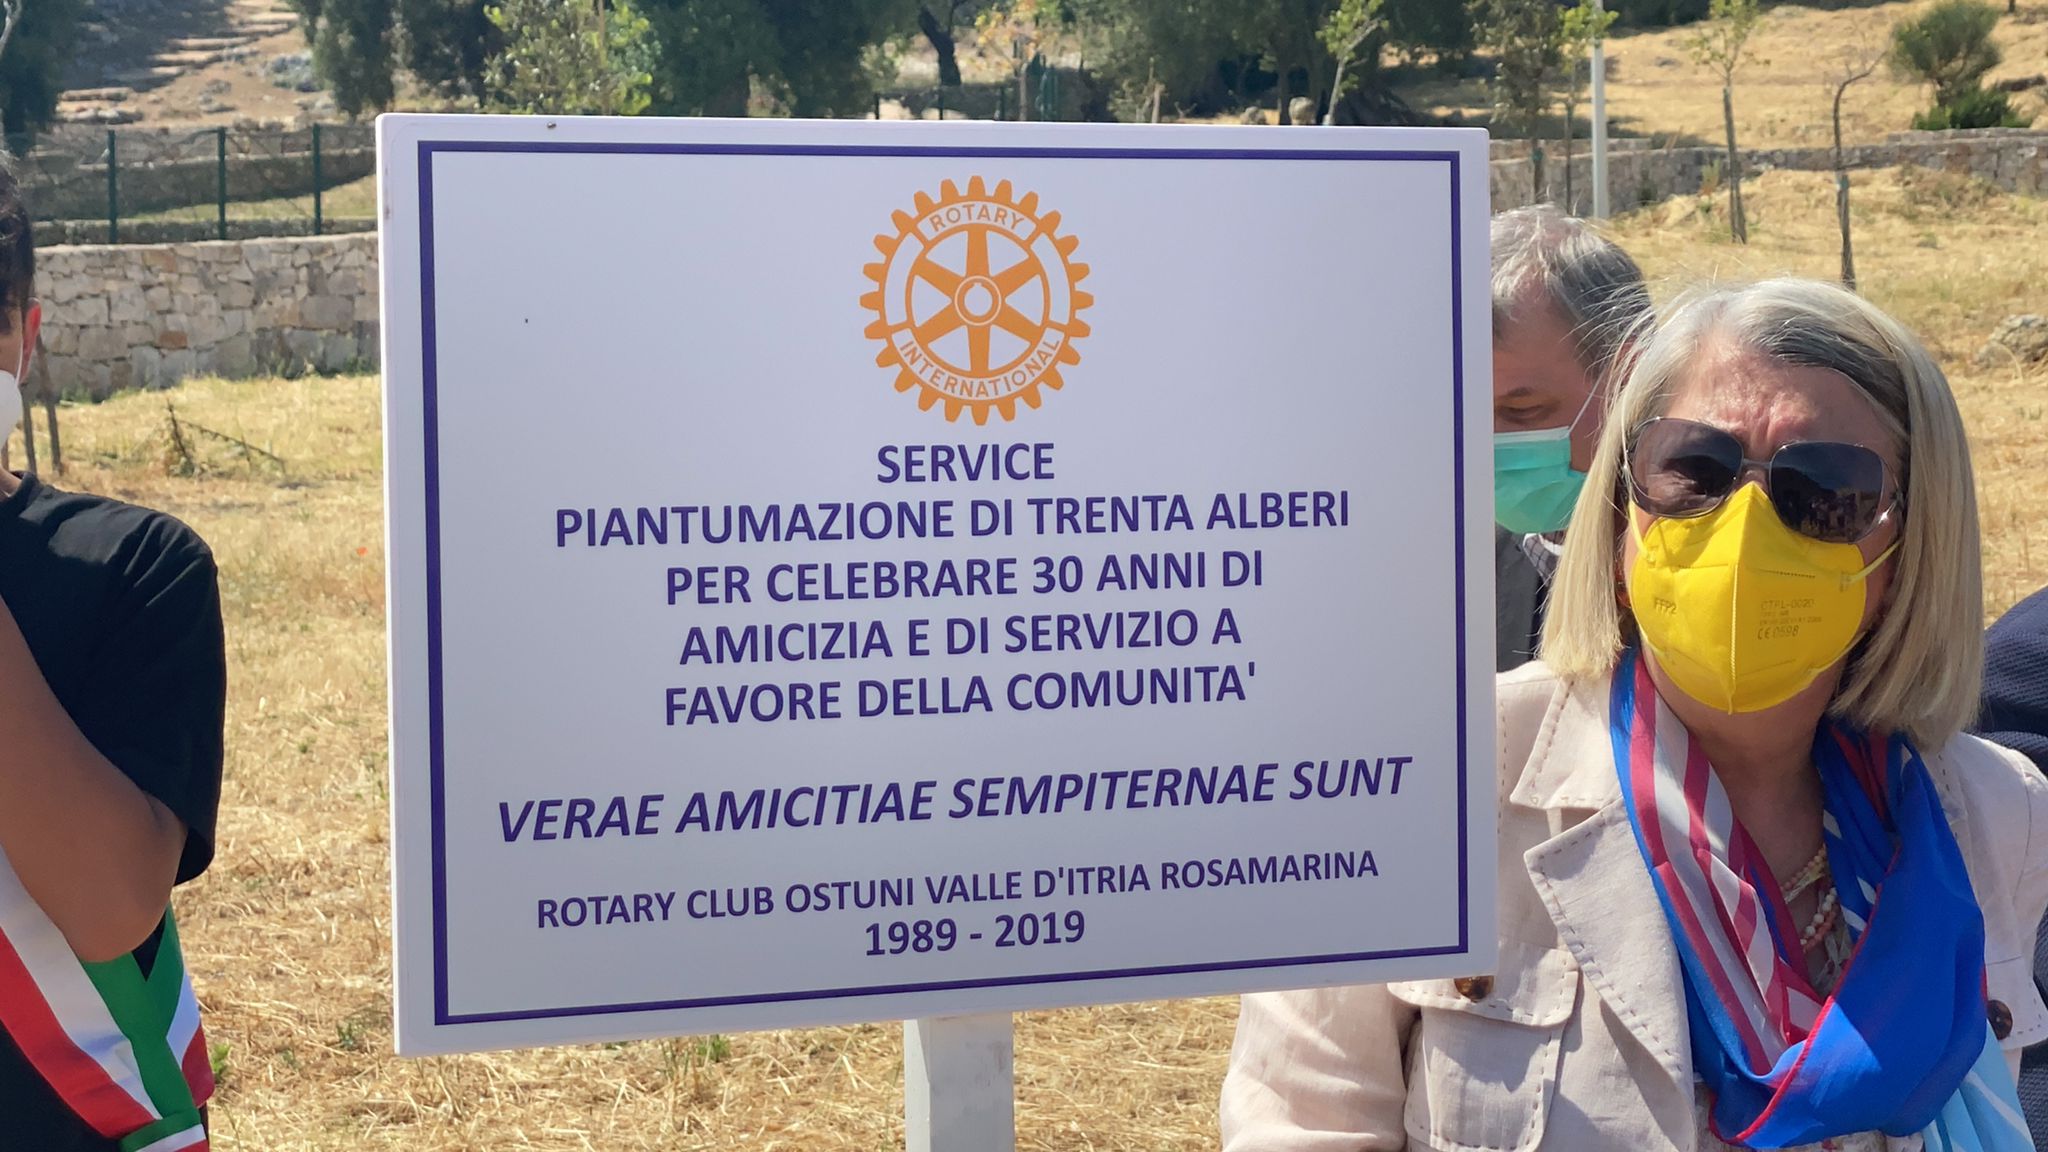 ROTARY
INTERNATIONAL
SERVICE
PIANTUMAZIONE DI TRENTA ALBERI
PER CELEBRARE 30 ANNI DI
AMICIZIA E DI SERVIZIO A
FAVORE DELLA COMUNITA'
VERAE AMICITIAE SEMPITERNAE SUNT
ROTARY CLUB OSTUNI VALLE D'ITRIA ROSAMARINA
1989 - 2019
FFP2
CE 0598